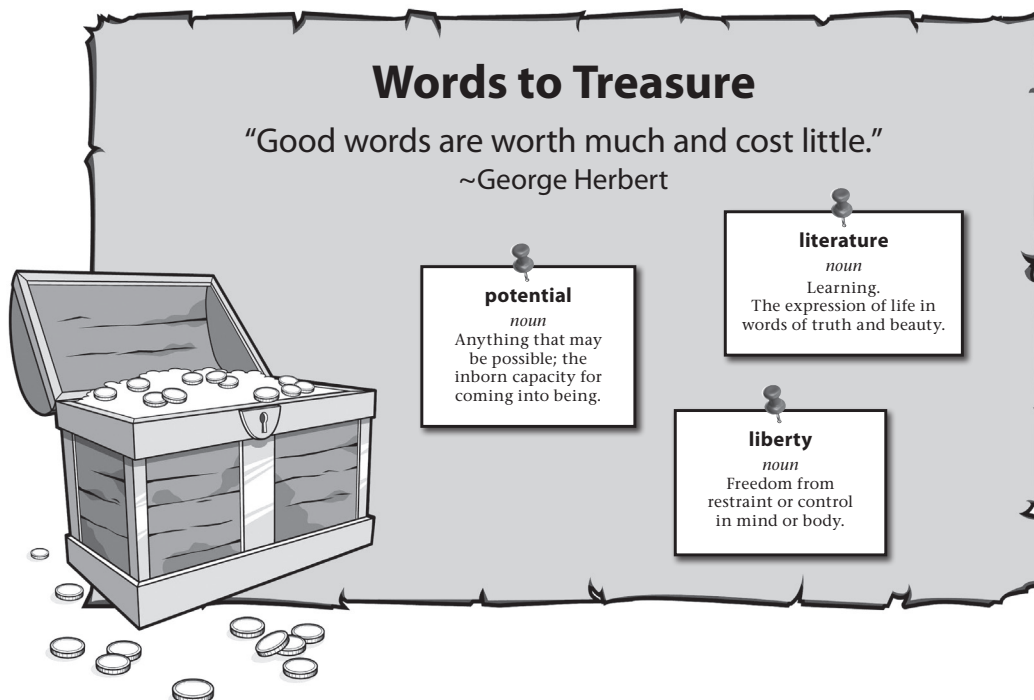 Words to Treasure
“Good words are worth much and cost little.”
~George Herbert
potential
noun
Anything that may
be possible; the
inborn capacity for
coming into being.
literature
noun
Learning.
The expression of life in
words of truth and beauty.
liberty
noun
Freedom from
restraint or control
in mind or body.